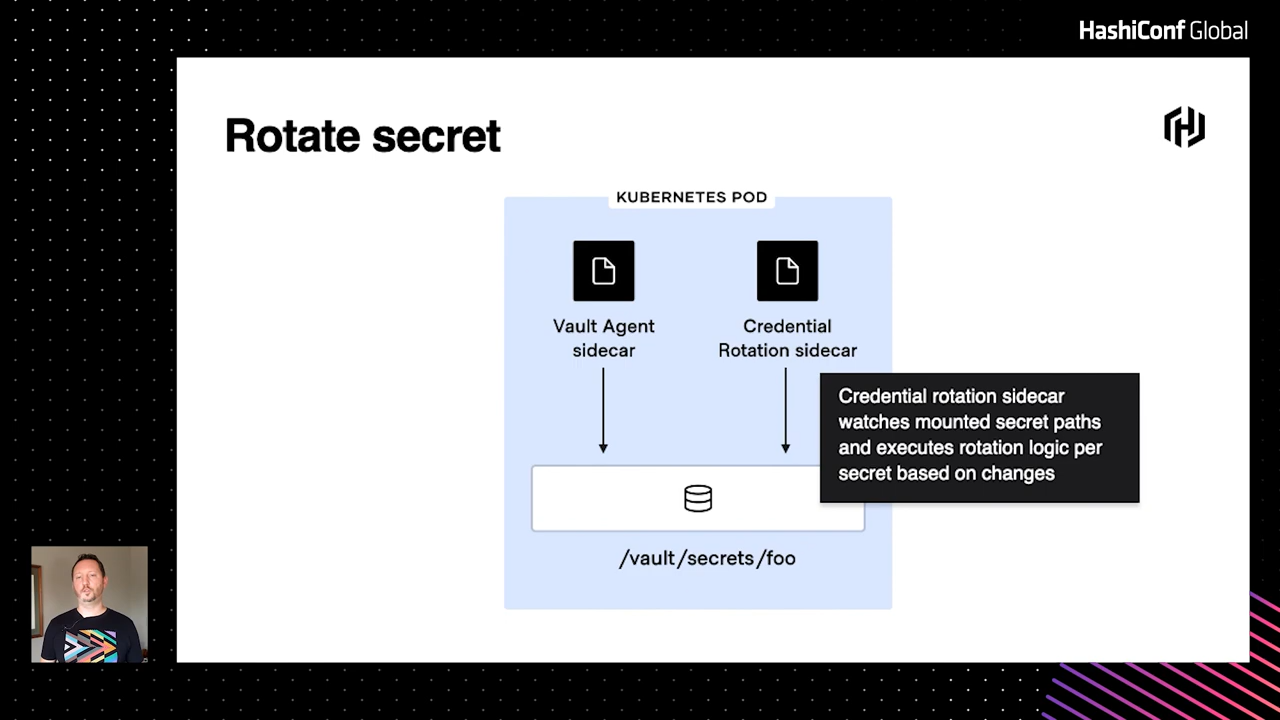 HashiConf Global
Rotate secret
KUBERNETES POD
Vault Agent
sidecar
Credential
Rotation sidecar
Credential rotation sidecar
watches mounted secret paths
and executes rotation logic per
secret based on changes
/vault/secrets/foo